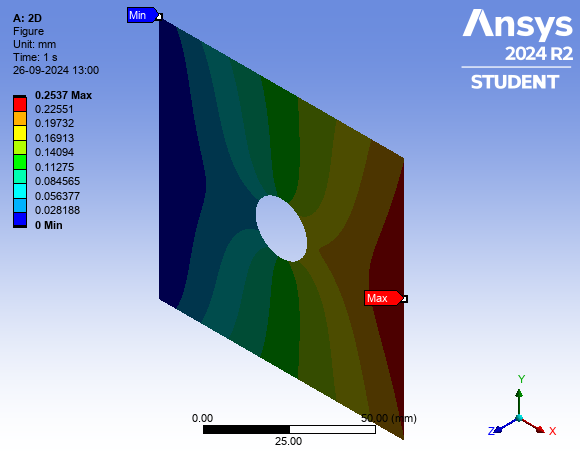 A: 2D
Figure
Unit: mm
Time: 1 s
26-09-2024 13:00
0.2537 Max
0.22551
0.19732
0.16913
0.14094
0.11275
0.084565
0.056377
0.028188
0 Min
Min
Ansys
2024 R2
STUDENT
Max
0.00
50.00 (mm)
25.00
Y
Z
X